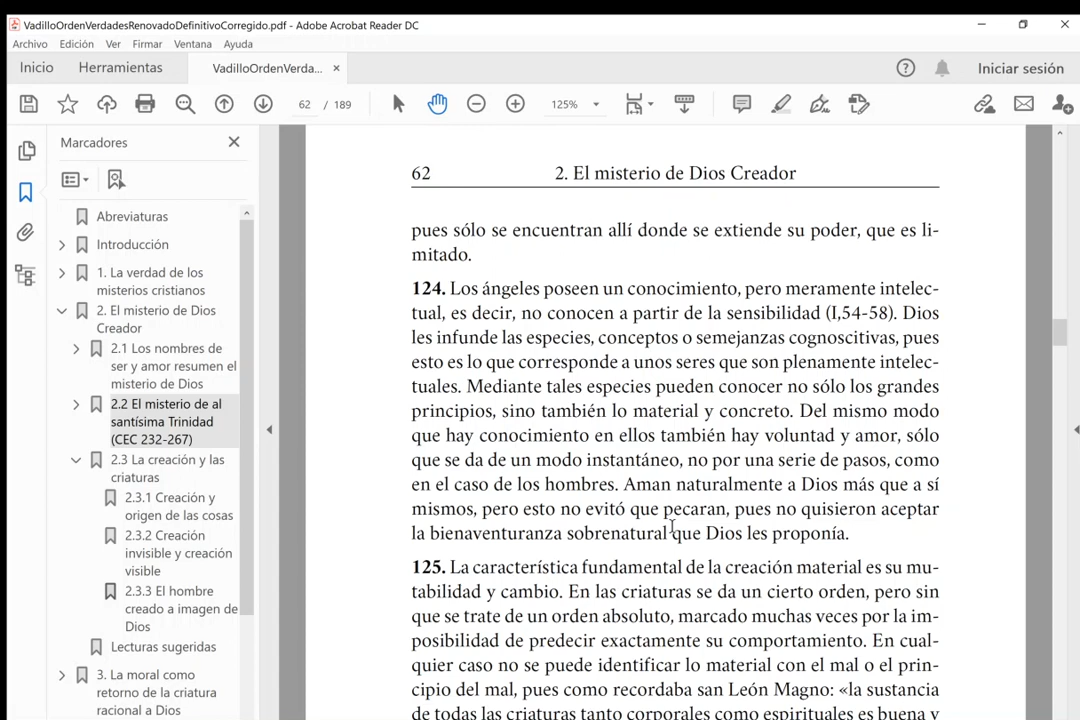 VadilloOrdenVerdadesRenovadoDefinitivoCorregido.pdf - Adobe Acrobat Reader DC
Archivo Edición Ver Firmar Ventana Ayuda
Inicio Herramientas VadilloOrdenVerda... × Iniciar sesión
62 / 189 125%
Marcadores
Abreviaturas
Introducción
1. La verdad de los
misterios cristianos
2. El misterio de Dios
Creador
2.1 Los nombres de
ser y amor resumen el
misterio de Dios
2.2 El misterio de al
santísima Trinidad
(CEC 232-267)
2.3 La creación y las
criaturas
2.3.1 Creación y
origen de las cosas
2.3.2 Creación
invisible y creación
visible
2.3.3 El hombre
creado a imagen de
Dios
Lecturas sugeridas
3. La moral como
retorno de la criatura
racional a Dios
62 2. El misterio de Dios Creador
pues sólo se encuentran allí donde se extiende su poder, que es li-
mitado.
124. Los ángeles poseen un conocimiento, pero meramente intelec-
tual, es decir, no conocen a partir de la sensibilidad (I,54-58). Dios
les infunde las especies, conceptos o semejanzas cognoscitivas, pues
esto es lo que corresponde a unos seres que son plenamente intelec-
tuales. Mediante tales especies pueden conocer no sólo los grandes
principios, sino también lo material y concreto. Del mismo modo
que hay conocimiento en ellos también hay voluntad y amor, sólo
que se da de un modo instantáneo, no por una serie de pasos, como
en el caso de los hombres. Aman naturalmente a Dios más que a sí
mismos, pero esto no evitó que pecaran, pues no quisieron aceptar
la bienaventuranza sobrenatural que Dios les proponía.
125. La característica fundamental de la creación material es su mu-
tabilidad y cambio. En las criaturas se da un cierto orden, pero sin
que se trate de un orden absoluto, marcado muchas veces por la im-
posibilidad de predecir exactamente su comportamiento. En cual-
quier caso no se puede identificar lo material con el mal o el prin-
cipio del mal, pues como recordaba san León Magno: «la sustancia
de todas las criaturas tanto corporales como espirituales es buena y